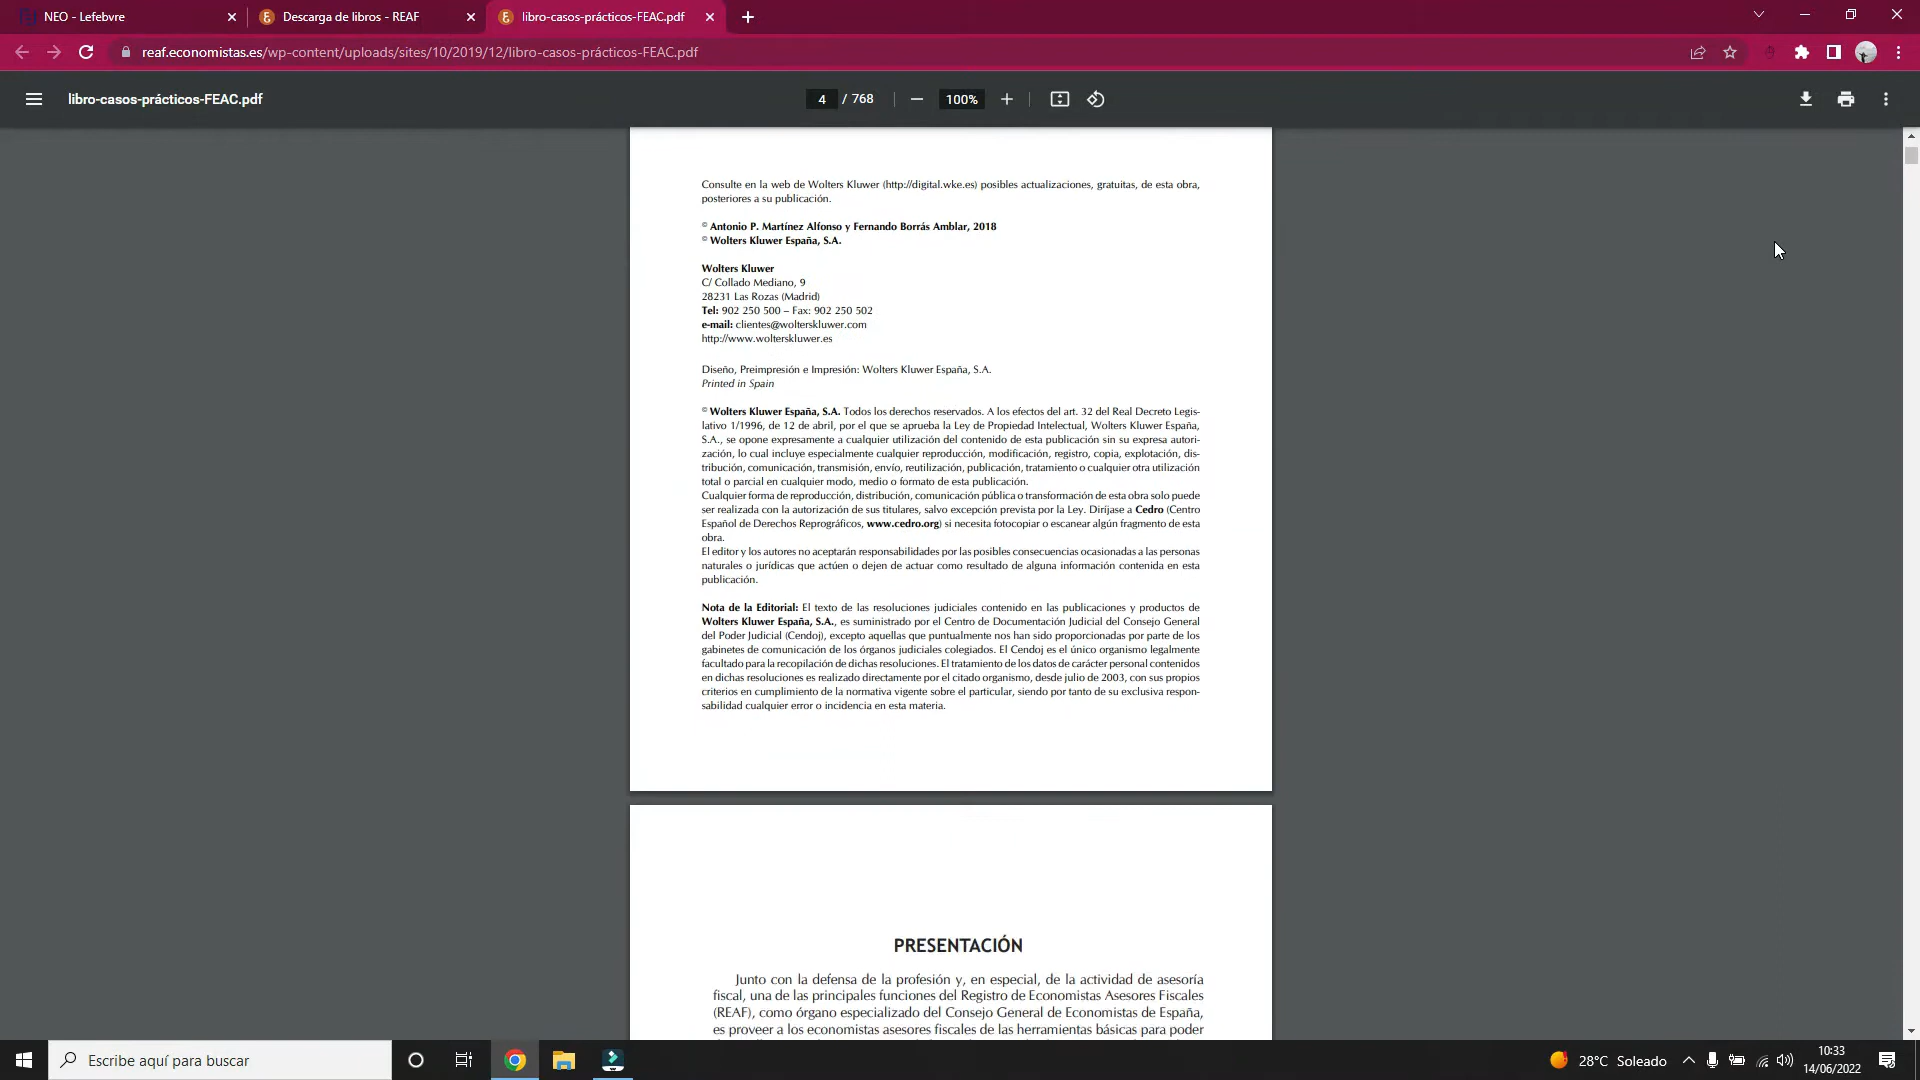 NEO - Lefebvre
Descarga de libros - REAF
libro-casos-prácticos-FEAC.pdf
reaf.economistas.es/wp-content/uploads/sites/10/2019/12/libro-casos-prácticos-FEAC.pdf
libro-casos-prácticos-FEAC.pdf
4 / 768
100%
Consulte en la web de Wolters Kluwer (http://digital.wke.es) posibles actualizaciones, gratuitas, de esta obra,
posteriores a su publicación.
© Antonio P. Martínez Alfonso y Fernando Borrás Amblar, 2018
© Wolters Kluwer España, S.A.
Wolters Kluwer
C/ Collado Mediano, 9
28231 Las Rozas (Madrid)
Tel: 902 250 500 – Fax: 902 250 502
e-mail: clientes@wolterskluwer.com
http://www.wolterskluwer.es
Diseño, Preimpresión e Impresión: Wolters Kluwer España, S.A.
Printed in Spain
© Wolters Kluwer España, S.A. Todos los derechos reservados. A los efectos del art. 32 del Real Decreto Legis-
lativo 1/1996, de 12 de abril, por el que se aprueba la Ley de Propiedad Intelectual, Wolters Kluwer España,
S.A., se opone expresamente a cualquier utilización del contenido de esta publicación sin su expresa autori-
zación, lo cual incluye especialmente cualquier reproducción, modificación, registro, copia, explotación, dis-
tribución, comunicación, transmisión, envío, reutilización, publicación, tratamiento o cualquier otra utilización
total o parcial en cualquier modo, medio o formato de esta publicación.
Cualquier forma de reproducción, distribución, comunicación pública o transformación de esta obra solo puede
ser realizada con la autorización de sus titulares, salvo excepción prevista por la Ley. Diríjase a Cedro (Centro
Español de Derechos Reprográficos, www.cedro.org) si necesita fotocopiar o escanear algún fragmento de esta
obra.
El editor y los autores no aceptarán responsabilidades por las posibles consecuencias ocasionadas a las personas
naturales o jurídicas que actúen o dejen de actuar como resultado de alguna información contenida en esta
publicación.
Nota de la Editorial: El texto de las resoluciones judiciales contenido en las publicaciones y productos de
Wolters Kluwer España, S.A., es suministrado por el Centro de Documentación Judicial del Consejo General
del Poder Judicial (Cendoj), excepto aquellas que puntualmente nos han sido proporcionadas por parte de los
gabinetes de comunicación de los órganos judiciales colegiados. El Cendoj es el único organismo legalmente
facultado para la recopilación de dichas resoluciones. El tratamiento de los datos de carácter personal contenidos
en dichas resoluciones es realizado directamente por el citado organismo, desde julio de 2003, con sus propios
criterios en cumplimiento de la normativa vigente sobre el particular, siendo por tanto de su exclusiva respon-
sabilidad cualquier error o incidencia en esta materia.
PRESENTACIÓN
Junto con la defensa de la profesión y, en especial, de la actividad de asesoría
fiscal, una de las principales funciones del Registro de Economistas Asesores Fiscales
(REAF), como órgano especializado del Consejo General de Economistas de España,
es proveer a los economistas asesores fiscales de las herramientas básicas para poder
Escribe aquí para buscar
28°C Soleado
10:33
14/06/2022